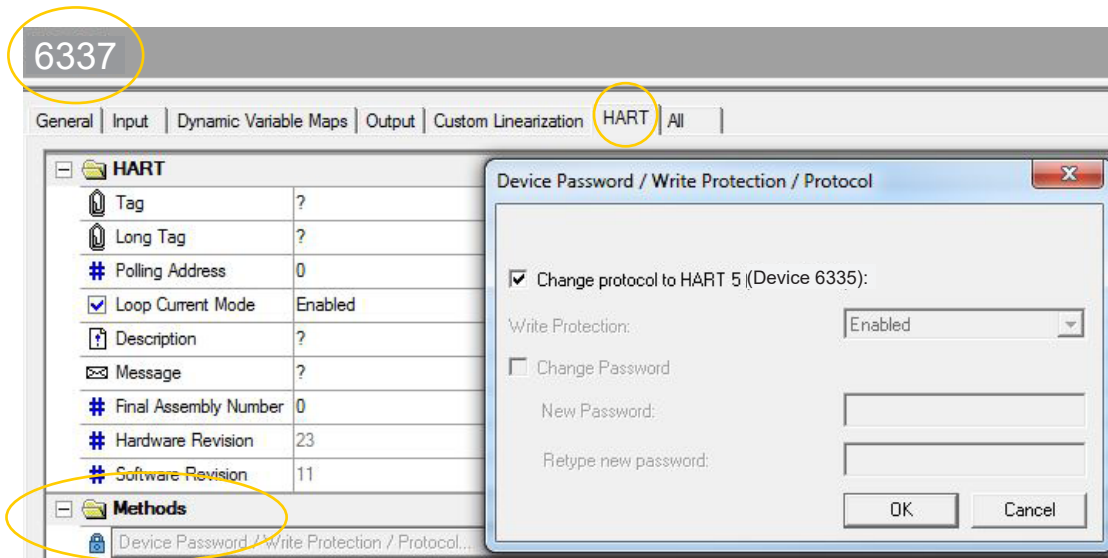 6337
General Input Dynamic Variable Maps Output Custom Linearization HART All
HART
Tag ?
Long Tag ?
# Polling Address 0
Loop Current Mode Enabled
Description ?
Message ?
# Final Assembly Number 0
# Hardware Revision 23
# Software Revision 11
Methods
Device Password / Write Protection / Protocol...
Device Password / Write Protection / Protocol
Change protocol to HART 5 (Device 6335):
Write Protection: Enabled
Change Password
New Password:
Retype new password:
OK Cancel